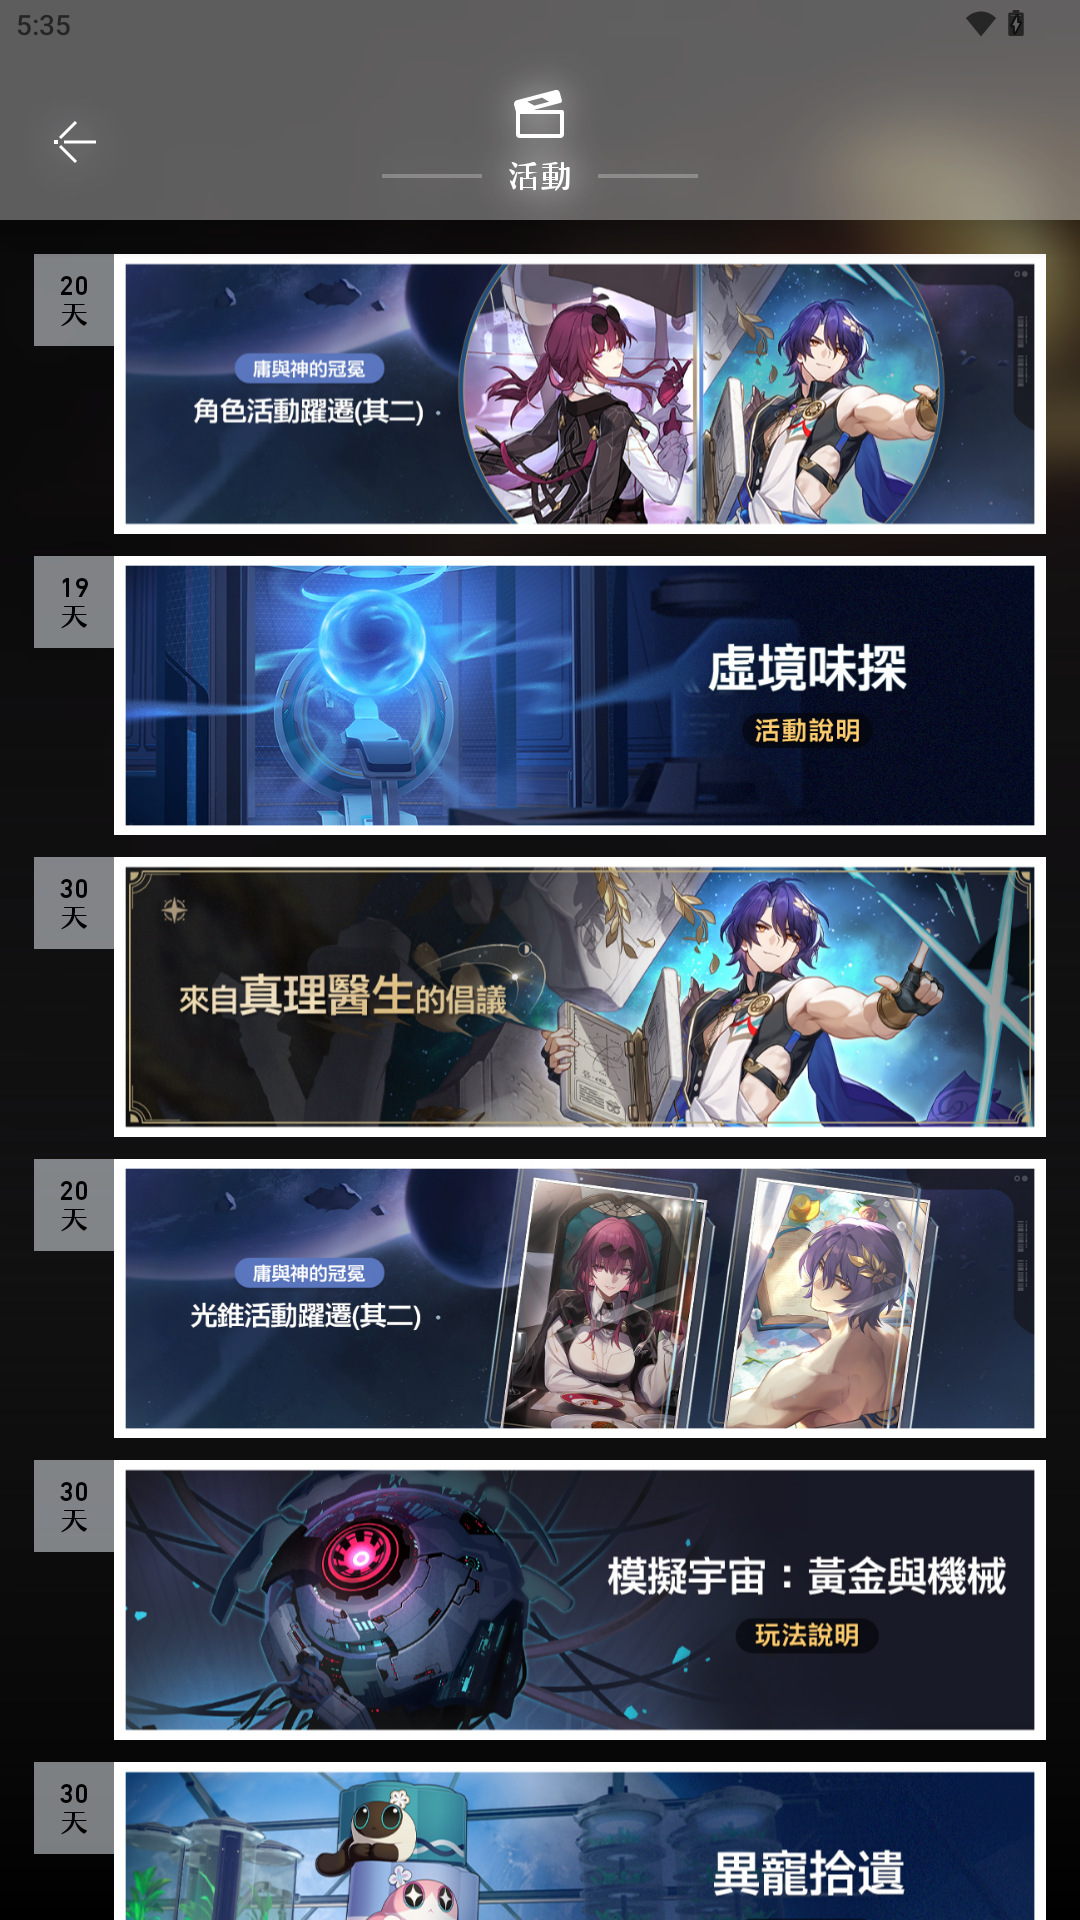 5:35
活動
20
天
庸與神的冠冕
角色活動躍遷(其二)
19
天
虛境味探
活動說明
30
天
來自真理醫生的倡議
20
天
庸與神的冠冕
光錐活動躍遷(其二)
30
天
模擬宇宙：黃金與機械
玩法說明
30
天
異寵拾遺